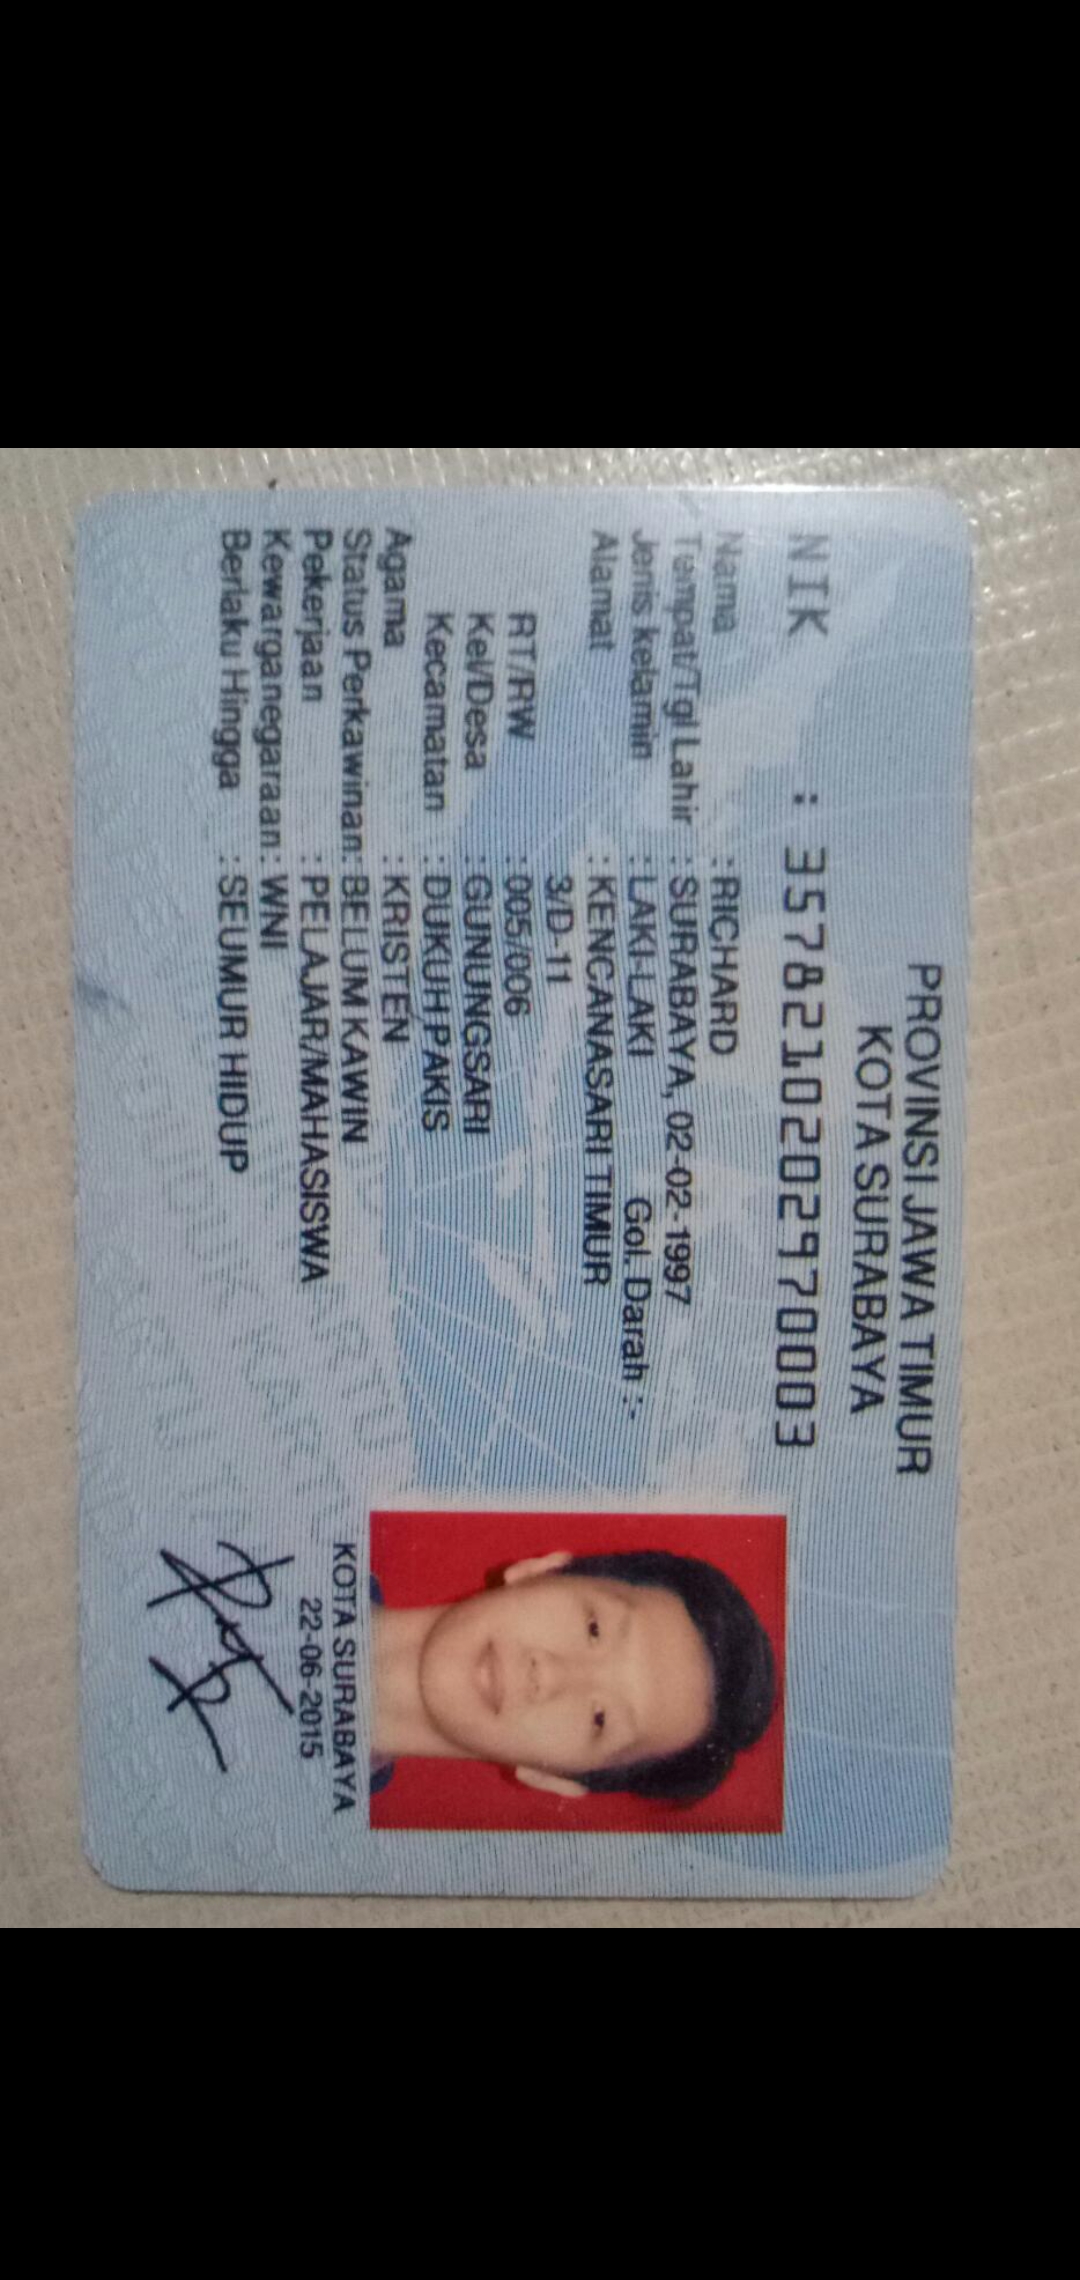 PROVINSI JAWA TIMUR
KOTA SURABAYA
NIK : 3578210202970003
Nama : RICHARD
Tempat/Tgl Lahir : SURABAYA, 02-02-1997
Jenis kelamin : LAKI-LAKI Gol. Darah : -
Alamat : KENCANASARI TIMUR
3/D-11
RT/RW : 005/006
Kel/Desa : GUNUNGSARI
Kecamatan : DUKUH PAKIS
Agama : KRISTEN
Status Perkawinan: BELUM KAWIN
Pekerjaan : PELAJAR/MAHASISWA
Kewarganegaraan: WNI
Berlaku Hingga : SEUMUR HIDUP
KOTA SURABAYA
22-06-2015